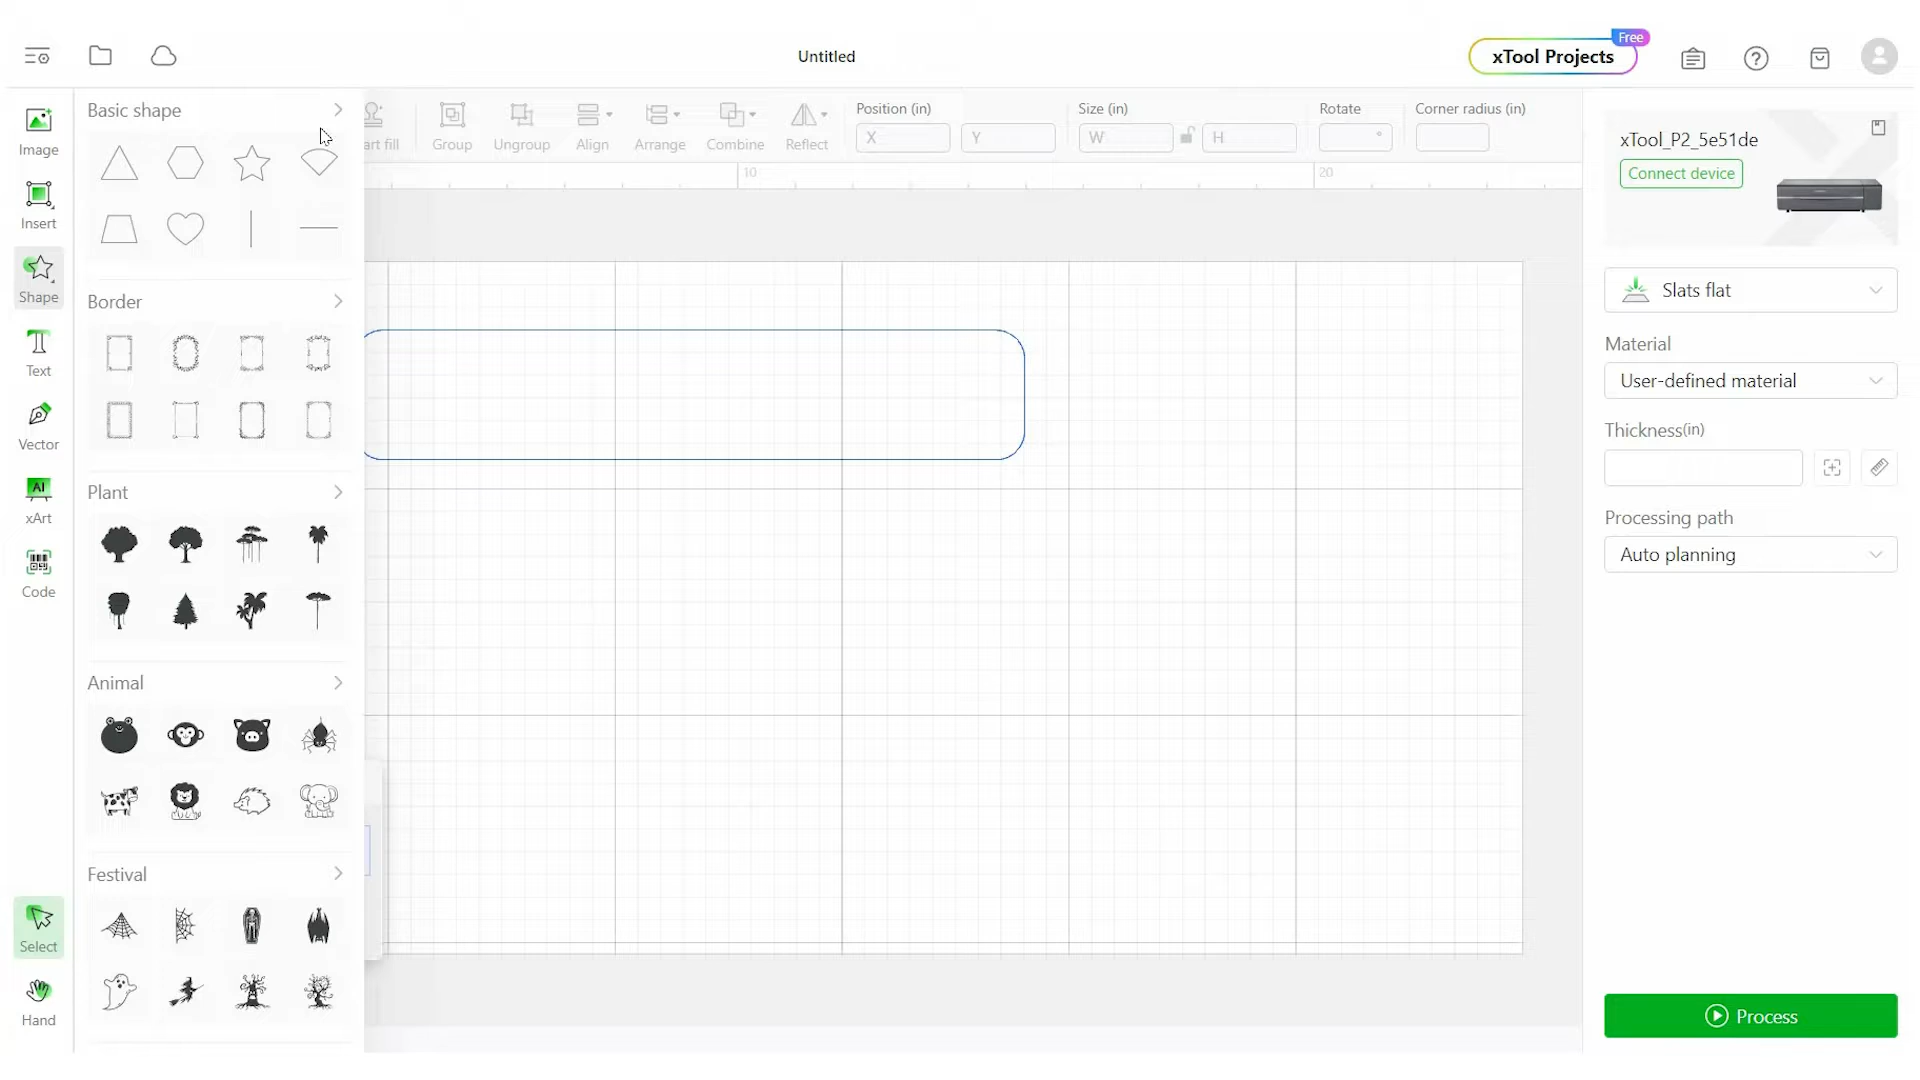 Untitled
Free
xTool Projects
Image
Insert
Shape
Text
Vector
AI
xArt
Code
Select
Hand
Basic shape
Border
Plant
Animal
Festival
art fill
Group
Ungroup
Align
Arrange
Combine
Reflect
Position (in)
X
Y
Size (in)
W
H
Rotate
°
Corner radius (in)
10
20
xTool_P2_5e51de
Connect device
Slats flat
Material
User-defined material
Thickness(in)
Processing path
Auto planning
Process